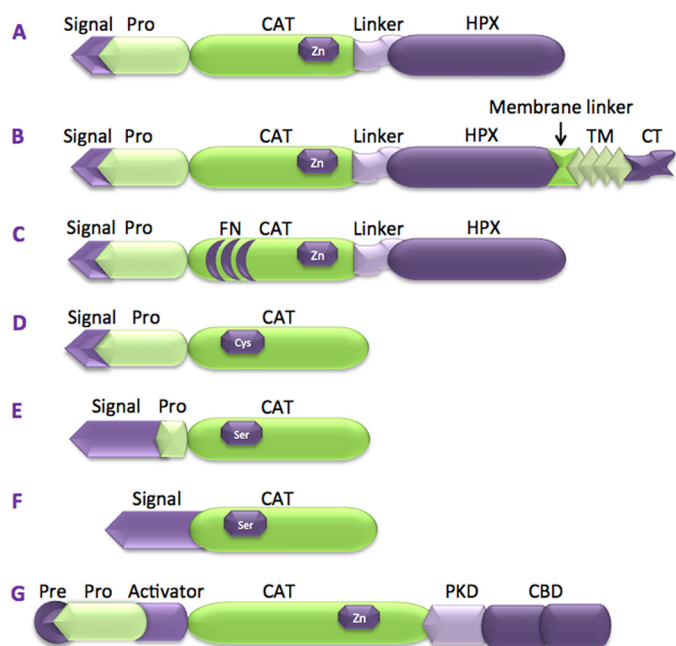 A Signal Pro CAT Linker HPX
Zn
Membrane linker
B Signal Pro CAT Linker HPX TM CT
Zn
C Signal Pro FN CAT Linker HPX
Zn
D Signal Pro CAT
Cys
E Signal Pro CAT
Ser
F Signal CAT
Ser
G Pre Pro Activator CAT PKD CBD
Zn